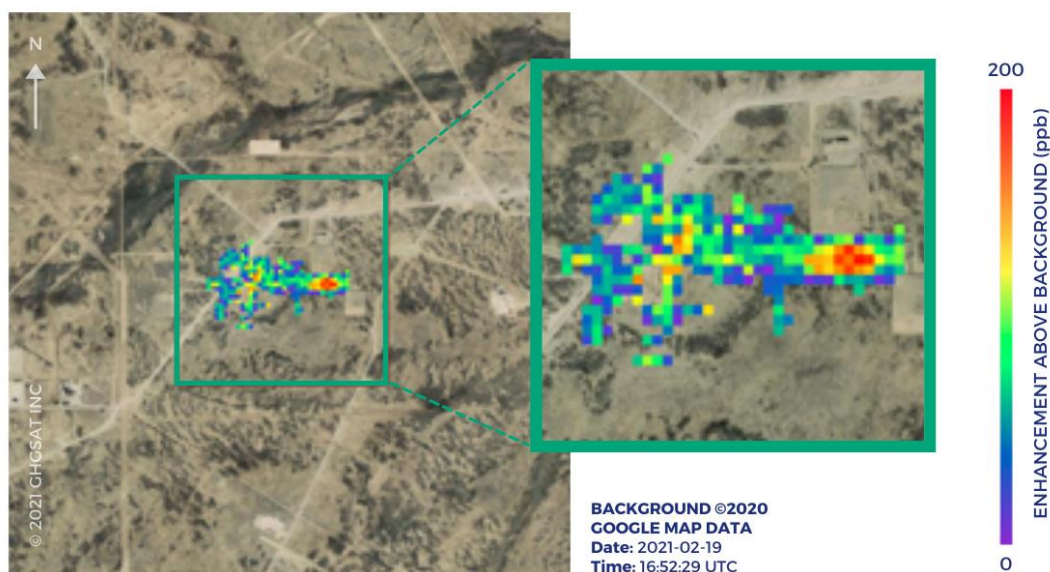 N
© 2021 GHGSAT INC
BACKGROUND ©2020
GOOGLE MAP DATA
Date: 2021-02-19
Time: 16:52:29 UTC
200
ENHANCEMENT ABOVE BACKGROUND (ppb)
0